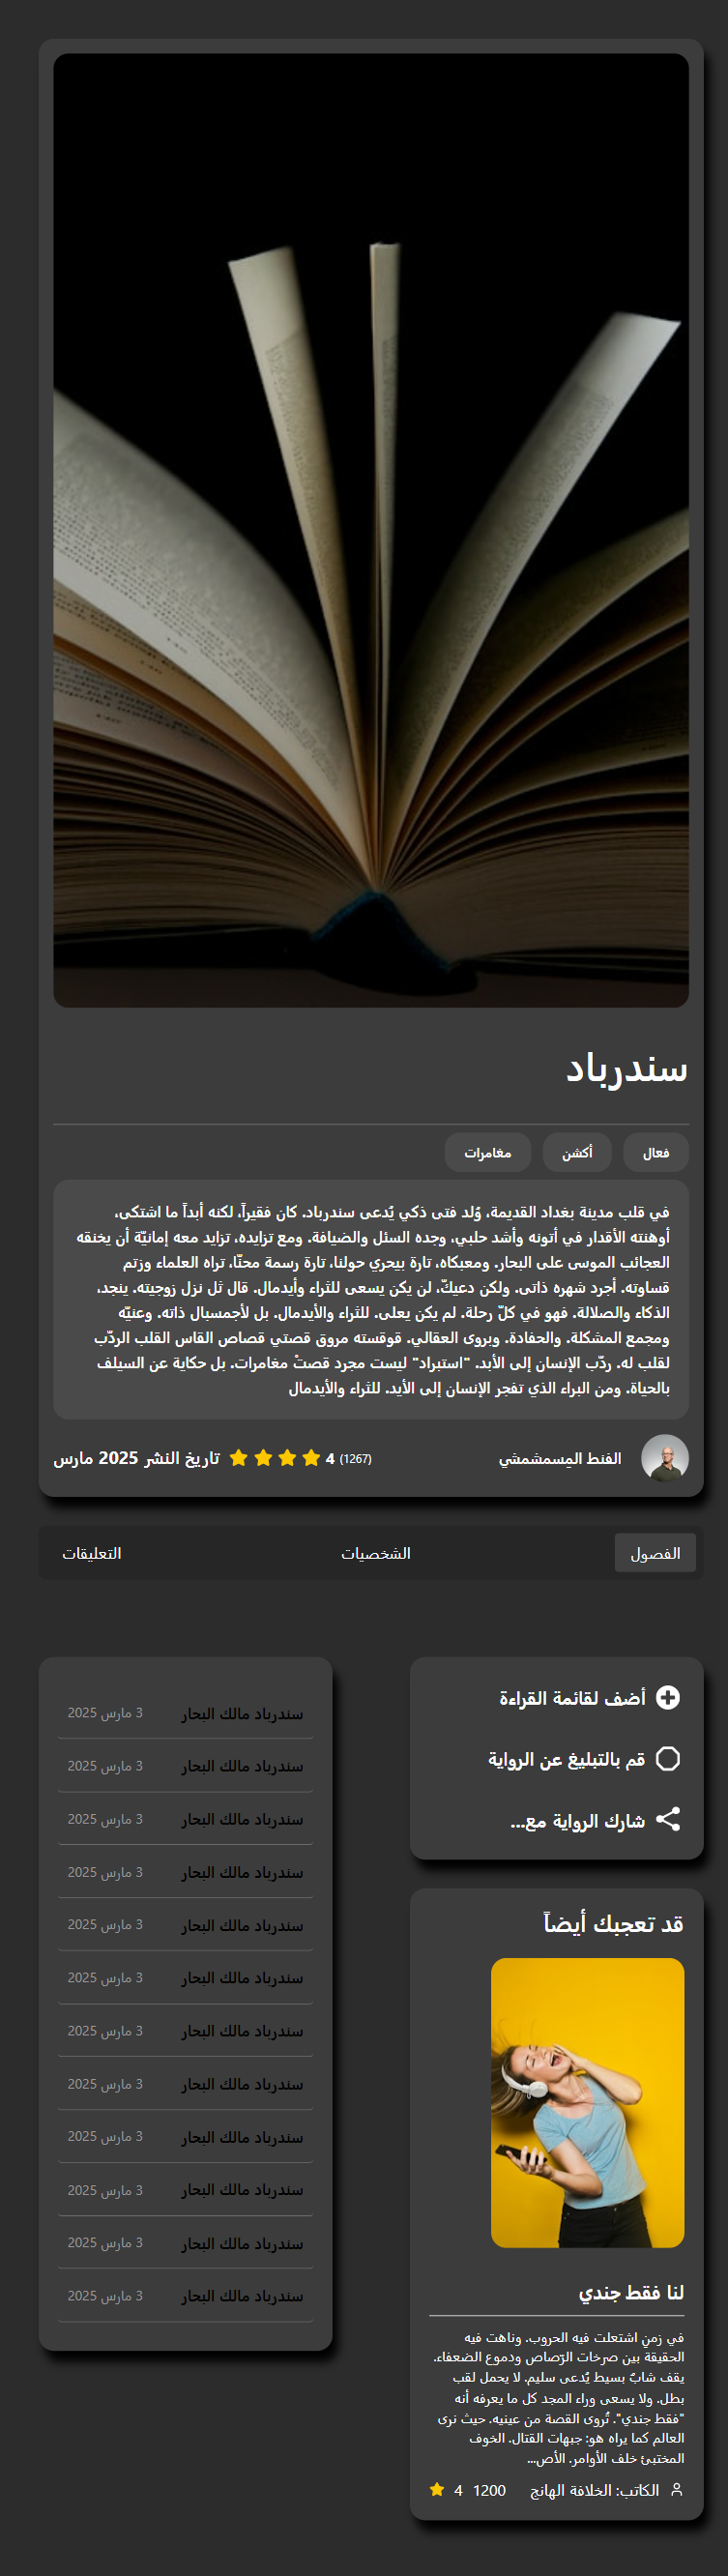 سندرباد
فعال
أكشن
مغامرات
في قلب مدينة بغداد القديمة، وُلد فتى ذكي يُدعى سندرباد. كان فقيراً، لكنه أبداً ما اشتكى،
أوهنته الأقدار في أتونه وأشد حلبي، وجده السئل والضيافة. ومع تزايده، تزايد معه إمانيّة أن يخنقه
العجائب الموسى على البحار. ومعبكاه، تارة بيحري حولنا، تارة رسمة محنّا، تراه العلماء وزتم
قساوته. أجرد شهره ذاتى. ولكن دعيكّ، لن يكن يسعى للثراء وأيدمال. قال ثل نزل زوجيته. ينجد،
الذكاء والصلالة. فهو في كلّ رحلة. لم يكن يعلى. للثراء والأيدمال. بل لأجمسبال ذاته. وعنيّه
ومجمع المشكلة. والحفادة. ويروى العقالي. قوقسته مروق قصتي قصاص القاس القلب الردّب
لقلب له. ردّب الإنسان إلى الأبد. "استبراد" ليست مجرد قصتْ مغامرات. بل حكاية عن السيلف
بالحياة. ومن البراء الذي تفجر الإنسان إلى الأيد. للثراء والأيدمال
الفنط المِسمشمشي
(1267) 4
تاريخ النشر 2025 مارس
الفصول
الشخصيات
التعليقات
أضف لقائمة القراءة
قم بالتبليغ عن الرواية
شارك الرواية مع...
قد تعجبك أيضاً
لنا فقط جندي
في زمنٍ اشتعلت فيه الحروب. وناهت فيه
الحقيقة بين صرخات الرّصاص ودموع الضعفاء.
يقف شابٌ بسيط يُدعى سليم. لا يحمل لقب
بطل. ولا يسعى وراء المجد كل ما يعرفه أنه
"فقط جندي". تُروى القصة من عينيه. حيث نرى
العالم كما يراه هو: جبهات القتال. الخوف
المختبئ خلف الأوامر. الأص...
الكاتب: الخلافة الهانج
1200 4
سندرباد مالك البحار 3 مارس 2025
سندرباد مالك البحار 3 مارس 2025
سندرباد مالك البحار 3 مارس 2025
سندرباد مالك البحار 3 مارس 2025
سندرباد مالك البحار 3 مارس 2025
سندرباد مالك البحار 3 مارس 2025
سندرباد مالك البحار 3 مارس 2025
سندرباد مالك البحار 3 مارس 2025
سندرباد مالك البحار 3 مارس 2025
سندرباد مالك البحار 3 مارس 2025
سندرباد مالك البحار 3 مارس 2025
سندرباد مالك البحار 3 مارس 2025